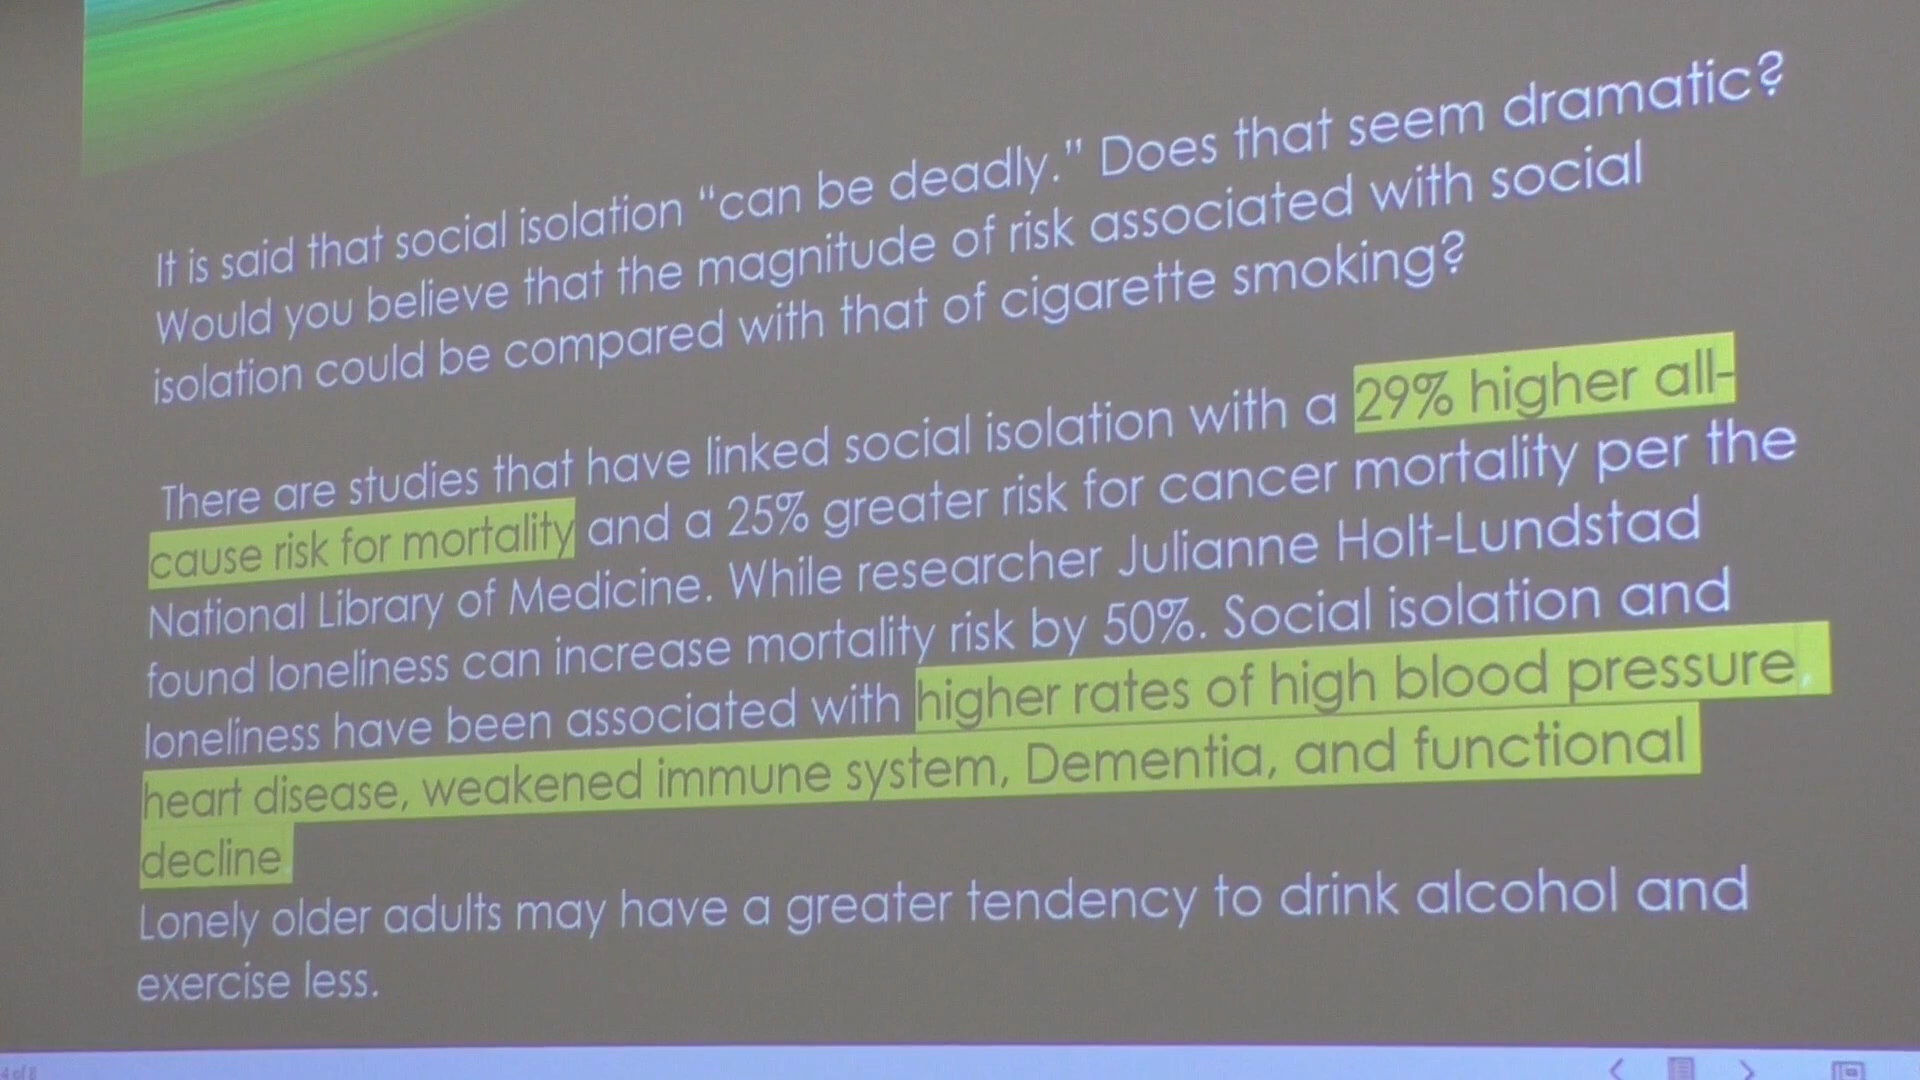 It is said that social isolation “can be deadly.” Does that seem dramatic?
Would you believe that the magnitude of risk associated with social
isolation could be compared with that of cigarette smoking?
There are studies that have linked social isolation with a 29% higher all-
cause risk for mortality and a 25% greater risk for cancer mortality per the
National Library of Medicine. While researcher Julianne Holt-Lundstad
found loneliness can increase mortality risk by 50%. Social isolation and
loneliness have been associated with higher rates of high blood pressure,
heart disease, weakened immune system, Dementia, and functional
decline.
Lonely older adults may have a greater tendency to drink alcohol and
exercise less.
4 of 8